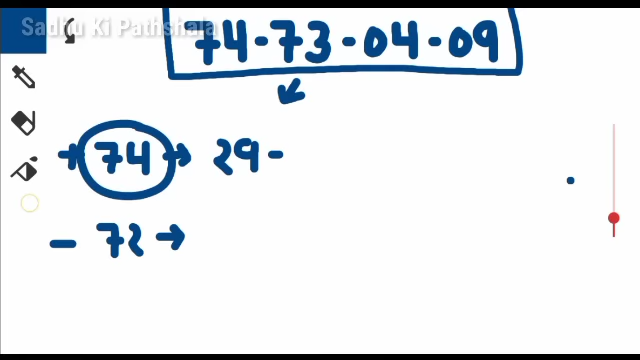 Sadhu Ki Pathshala
74-73-04-09
→ 74 → 29 -
- 72 →